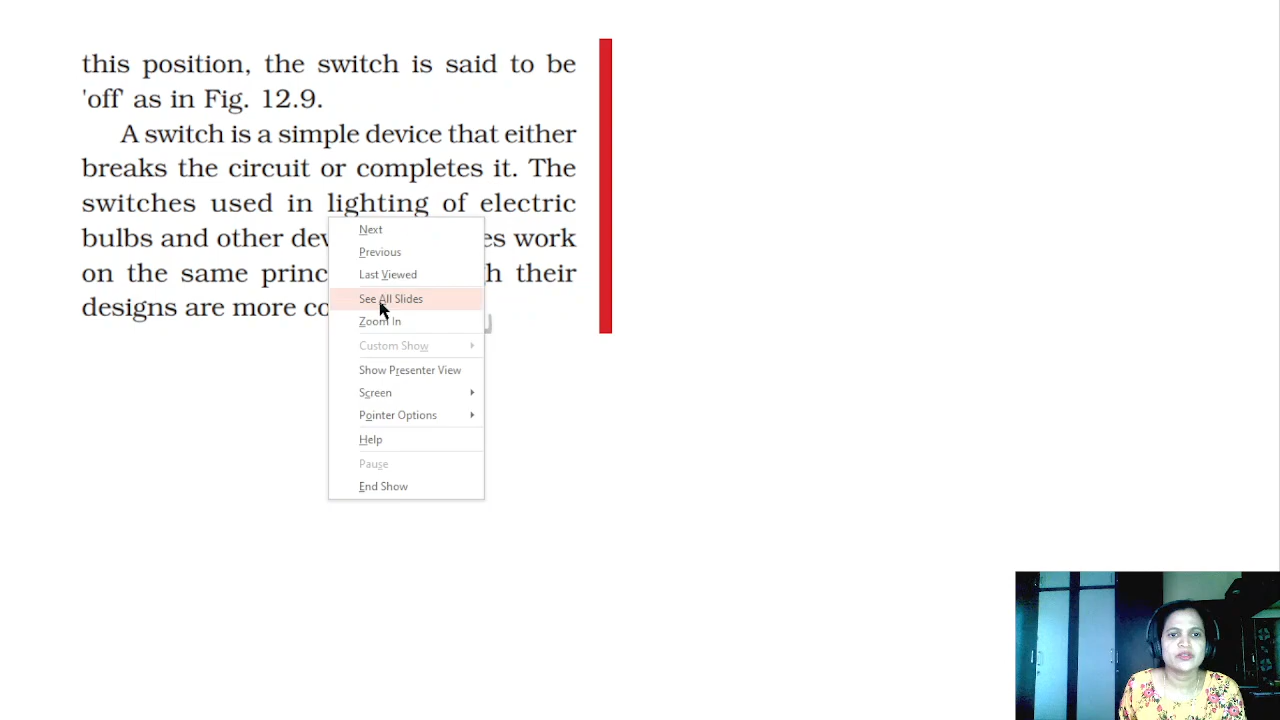 this position, the switch is said to be
'off' as in Fig. 12.9.
A switch is a simple device that either
breaks the circuit or completes it. The
switches used in lighting of electric
bulbs and other
es work
on the same
h their
designs are more
Next
Previous
Last Viewed
See All Slides
Zoom In
Custom Show
Show Presenter View
Screen
Pointer Options
Help
Pause
End Show